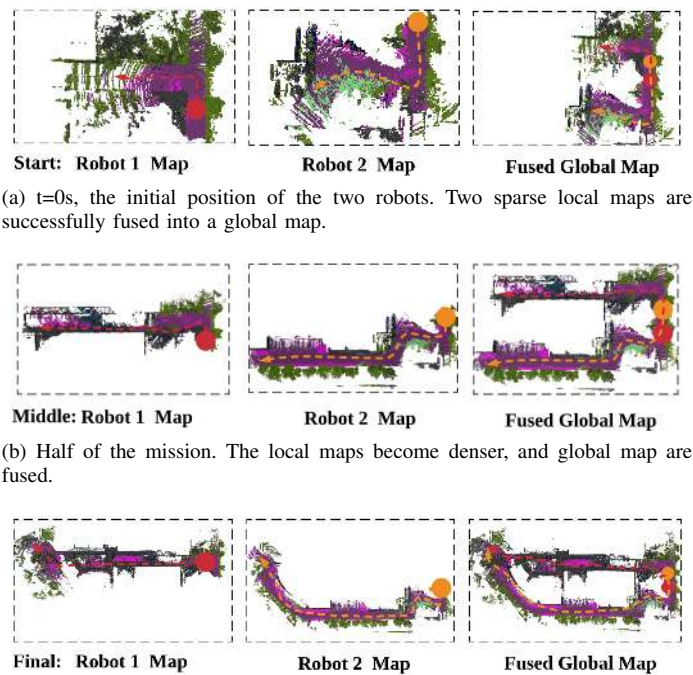 Start: Robot 1 Map Robot 2 Map Fused Global Map
(a) t=0s, the initial position of the two robots. Two sparse local maps are
successfully fused into a global map.
Middle: Robot 1 Map Robot 2 Map Fused Global Map
(b) Half of the mission. The local maps become denser, and global map are
fused.
Final: Robot 1 Map Robot 2 Map Fused Global Map